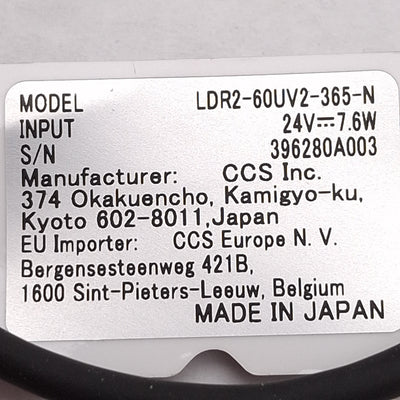 MODEL LDR2-60UV2-365-N
INPUT 24V⎓7.6W
S/N 396280A003
Manufacturer: CCS Inc.
374 Okakuencho, Kamigyo-ku,
Kyoto 602-8011,Japan
EU Importer: CCS Europe N. V.
Bergensesteenweg 421B,
1600 Sint-Pieters-Leeuw, Belgium
MADE IN JAPAN